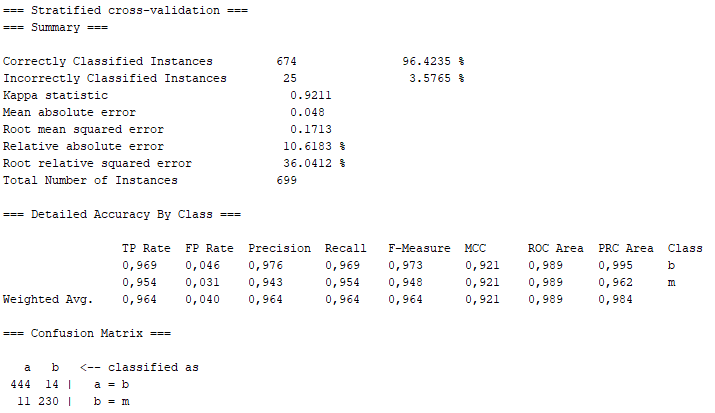 === Stratified cross-validation ===
=== Summary ===
Correctly Classified Instances 674 96.4235 %
Incorrectly Classified Instances 25 3.5765 %
Kappa statistic 0.9211
Mean absolute error 0.048
Root mean squared error 0.1713
Relative absolute error 10.6183 %
Root relative squared error 36.0412 %
Total Number of Instances 699
=== Detailed Accuracy By Class ===
TP Rate FP Rate Precision Recall F-Measure MCC ROC Area PRC Area Class
0,969 0,046 0,976 0,969 0,973 0,921 0,989 0,995 b
0,954 0,031 0,943 0,954 0,948 0,921 0,989 0,962 m
Weighted Avg. 0,964 0,040 0,964 0,964 0,964 0,921 0,989 0,984
=== Confusion Matrix ===
a b <-- classified as
444 14 | a = b
11 230 | b = m